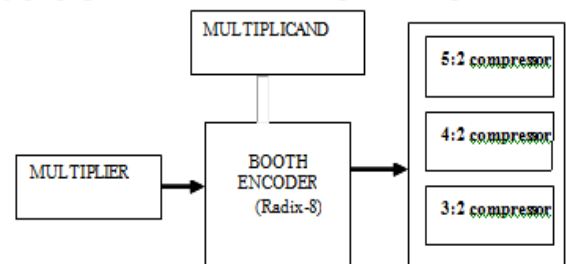 MULTIPLICAND
MULTIPLIER
BOOTH
ENCODER
(Radix-8)
5:2 compressor
4:2 compressor
3:2 compressor